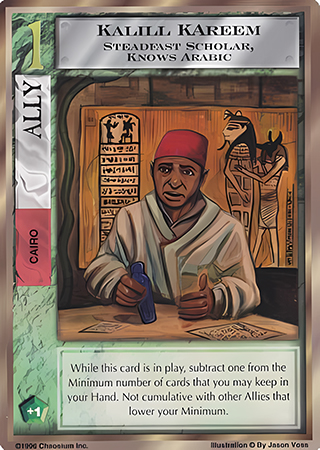 1
KALILL KAREEM
STEADFAST SCHOLAR,
KNOWS ARABIC
ALLY
CAIRO
While this card is in play, subtract one from the
Minimum number of cards that you may keep in
your Hand. Not cumulative with other Allies that
lower your Minimum.
+1
©1996 Chaosium Inc.
Illustration © By Jason Voss